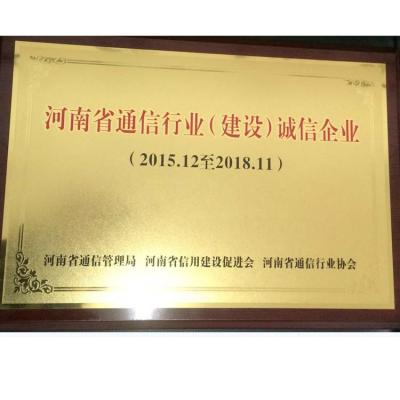 河南省通信行业（建设）诚信企业
（2015.12至2018.11）
河南省通信管理局 河南省信用建设促进会 河南省通信行业协会